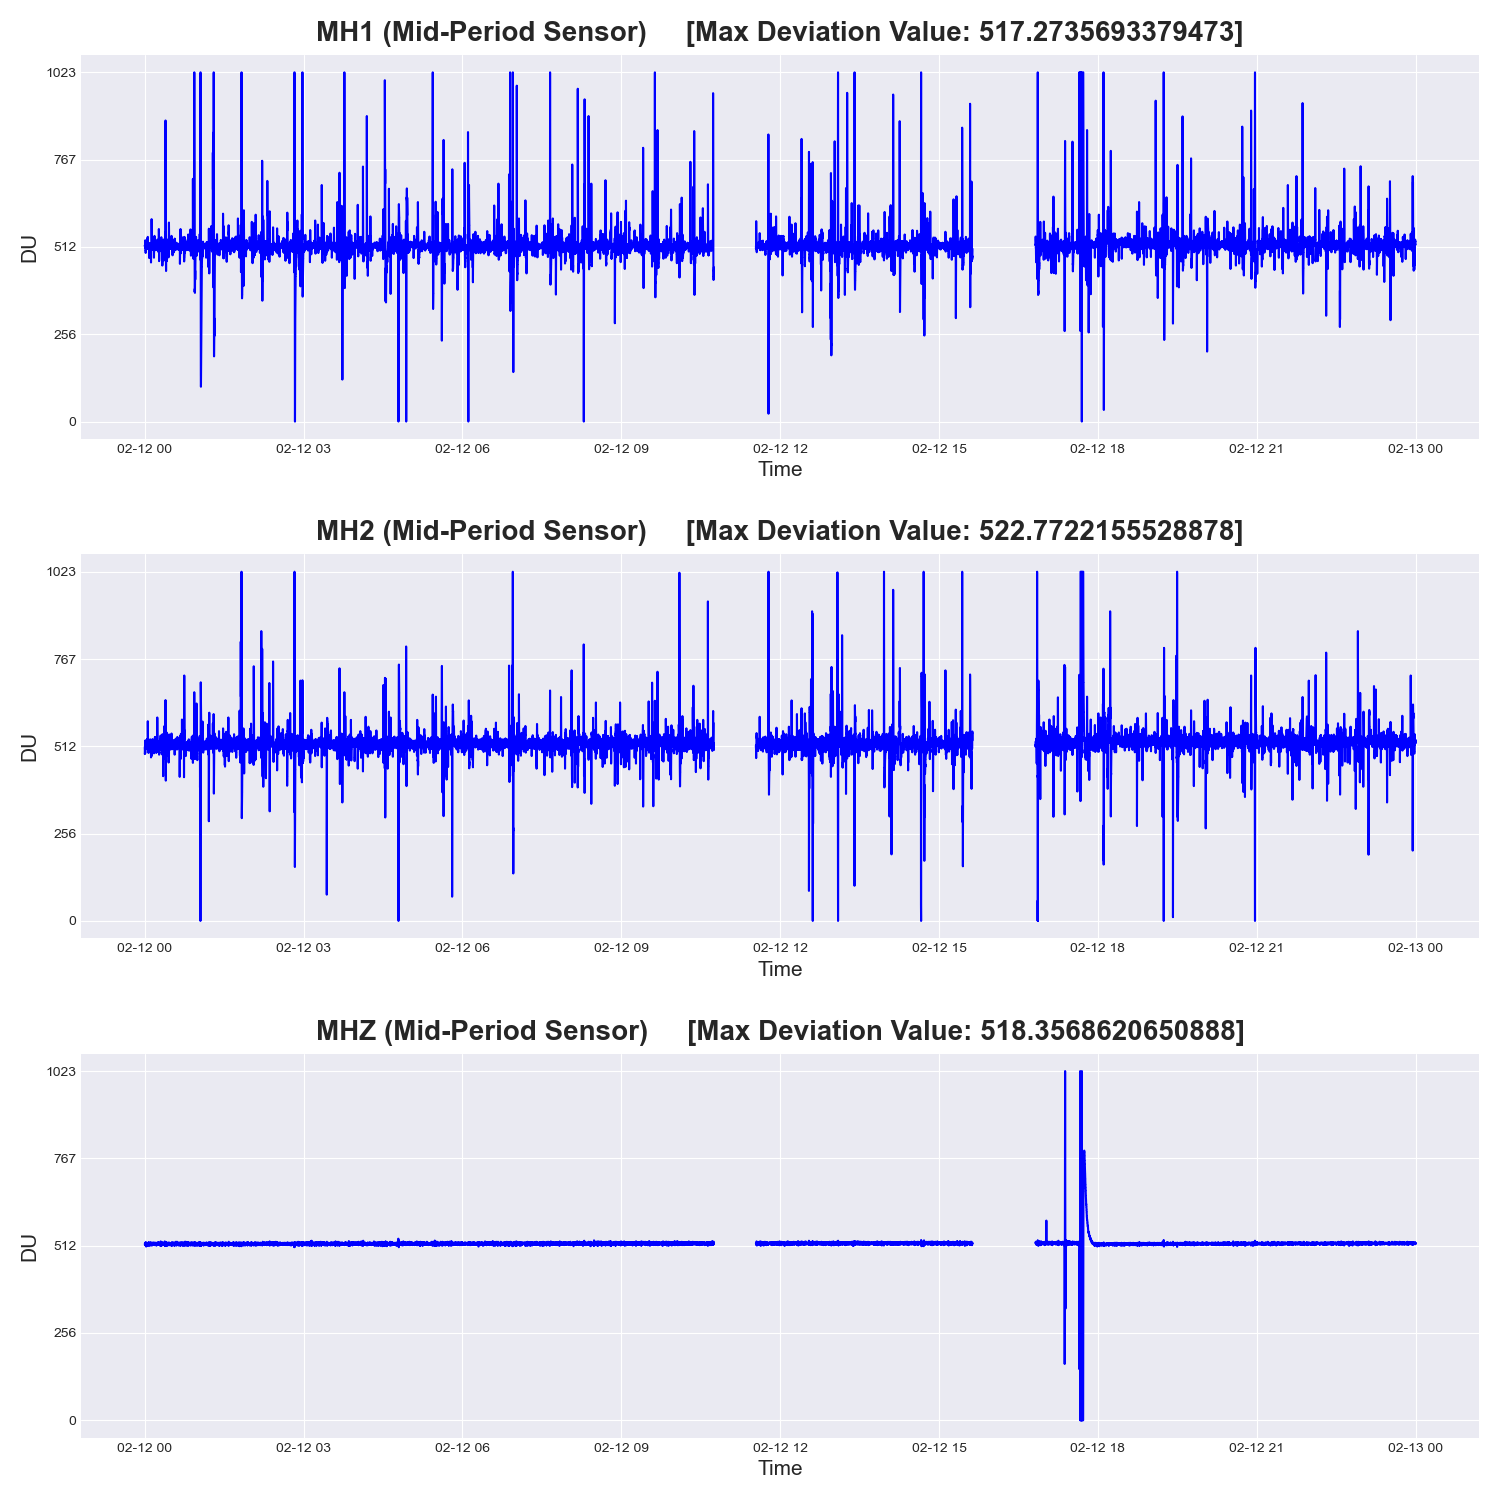 MH1 (Mid-Period Sensor) [Max Deviation Value: 517.2735693379473]
DU
1023
767
512
256
0
02-12 00 02-12 03 02-12 06 02-12 09 02-12 12 02-12 15 02-12 18 02-12 21 02-13 00
Time
MH2 (Mid-Period Sensor) [Max Deviation Value: 522.7722155528878]
DU
1023
767
512
256
0
02-12 00 02-12 03 02-12 06 02-12 09 02-12 12 02-12 15 02-12 18 02-12 21 02-13 00
Time
MHZ (Mid-Period Sensor) [Max Deviation Value: 518.3568620650888]
DU
1023
767
512
256
0
02-12 00 02-12 03 02-12 06 02-12 09 02-12 12 02-12 15 02-12 18 02-12 21 02-13 00
Time